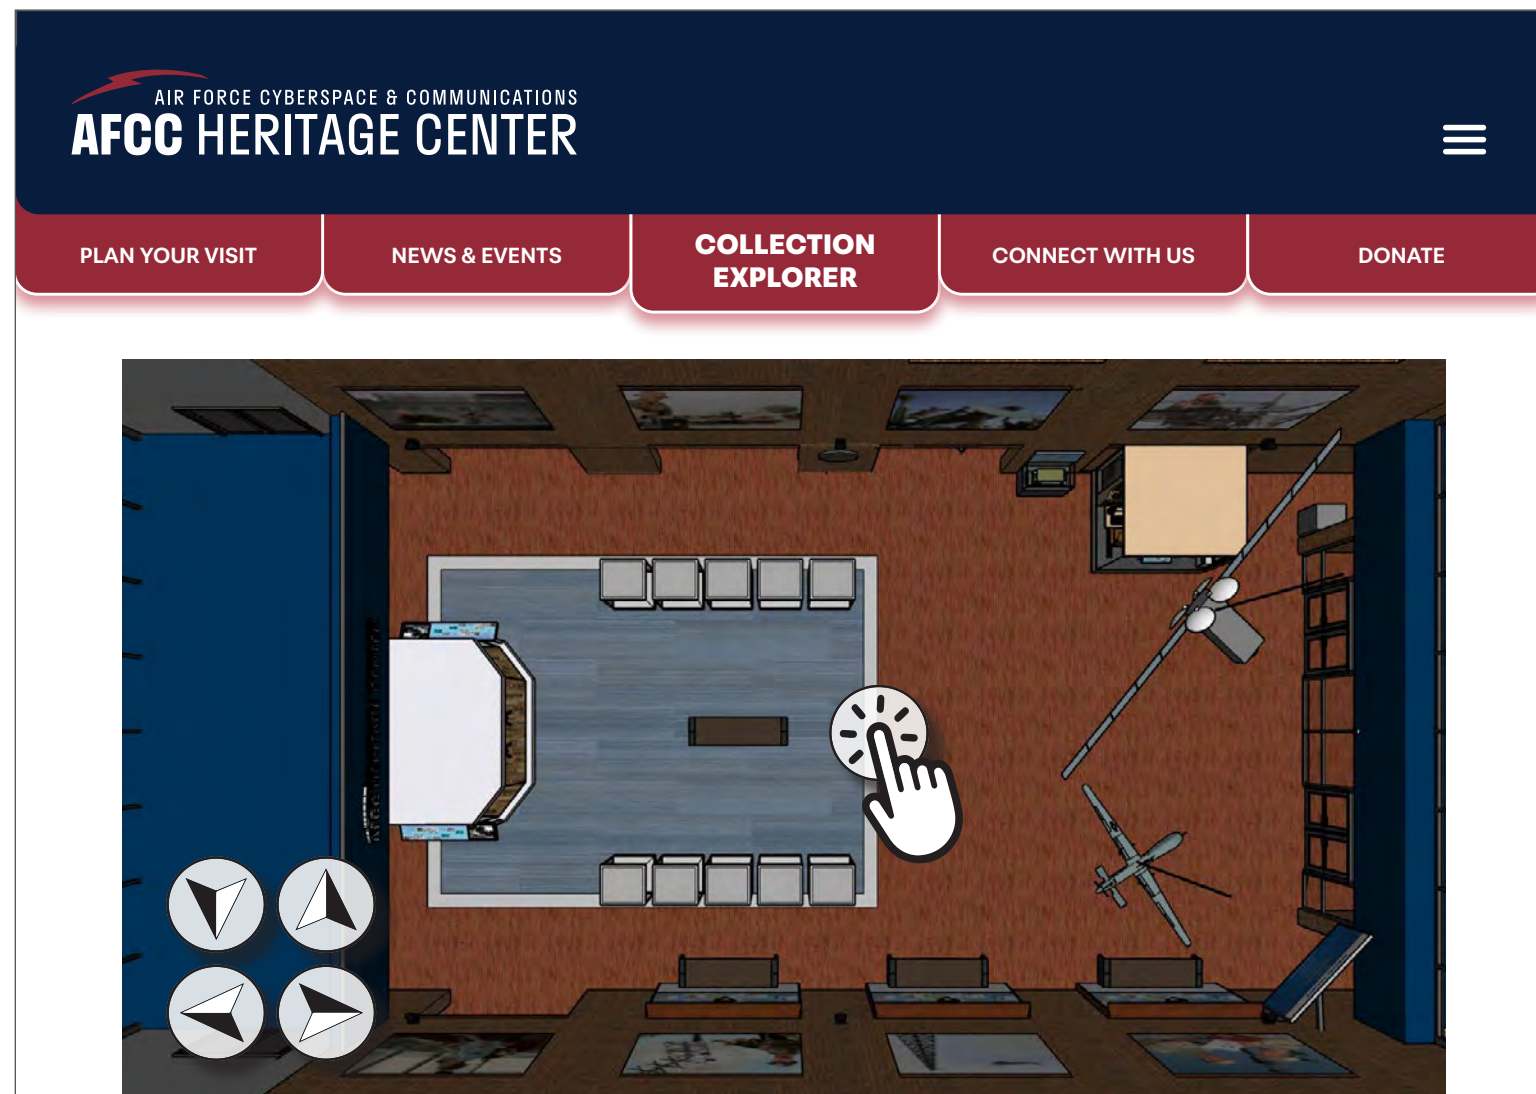 AIR FORCE CYBERSPACE & COMMUNICATIONS
AFCC HERITAGE CENTER
PLAN YOUR VISIT
NEWS & EVENTS
COLLECTION
EXPLORER
CONNECT WITH US
DONATE